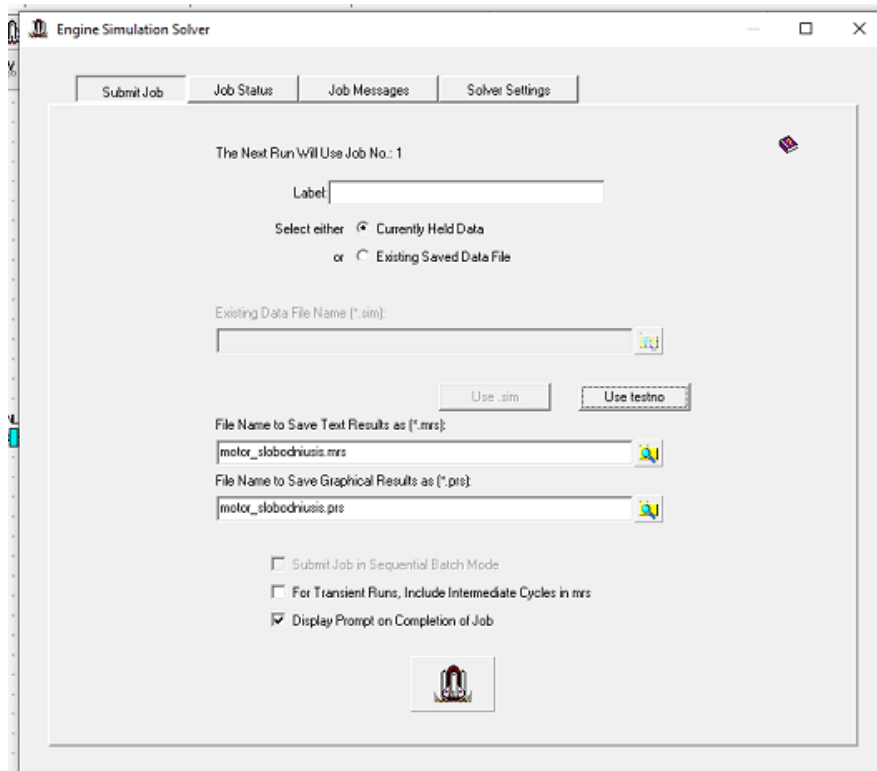 Engine Simulation Solver
Submit Job
Job Status
Job Messages
Solver Settings
The Next Run Will Use Job No.: 1
Label:
Select either Currently Held Data
or Existing Saved Data File
Existing Data File Name (*.sim):
Use .sim
Use testno
File Name to Save Text Results as (*.mrs):
motor_slobodniusis.mrs
File Name to Save Graphical Results as (*.prs):
motor_slobodniusis.prs
Submit Job in Sequential Batch Mode
For Transient Runs, Include Intermediate Cycles in mrs
Display Prompt on Completion of Job